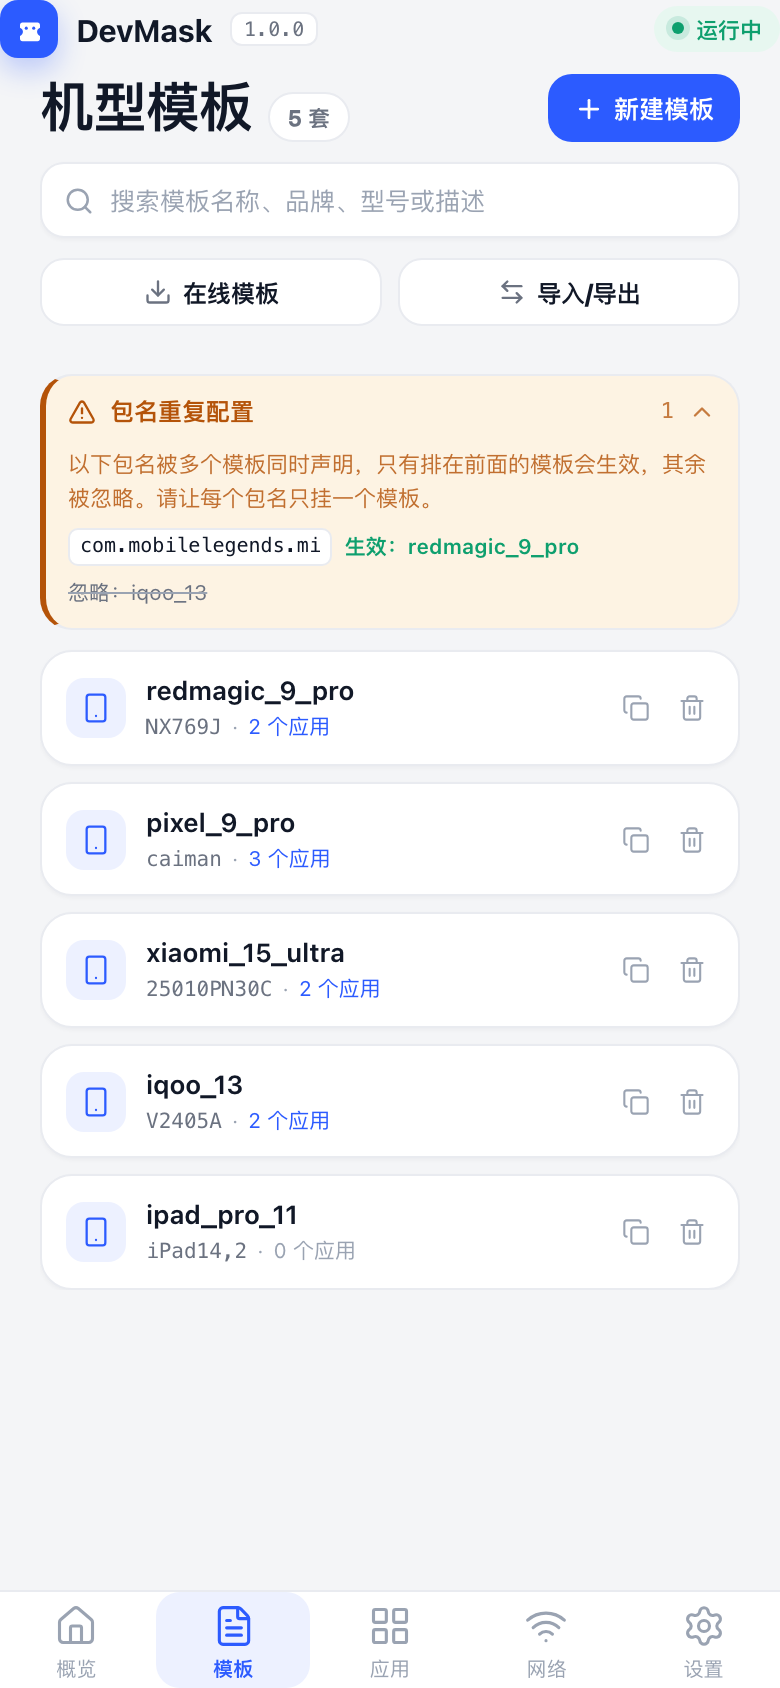 DevMask 1.0.0 运行中
机型模板 5 套 新建模板
搜索模板名称、品牌、型号或描述
在线模板 导入/导出
包名重复配置 1
以下包名被多个模板同时声明，只有排在前面的模板会生效，其余
被忽略。请让每个包名只挂一个模板。
com.mobilelegends.mi 生效：redmagic_9_pro
忽略：iqoo_13
redmagic_9_pro
NX769J · 2 个应用
pixel_9_pro
caiman · 3 个应用
xiaomi_15_ultra
25010PN30C · 2 个应用
iqoo_13
V2405A · 2 个应用
ipad_pro_11
iPad14,2 · 0 个应用
概览 模板 应用 网络 设置